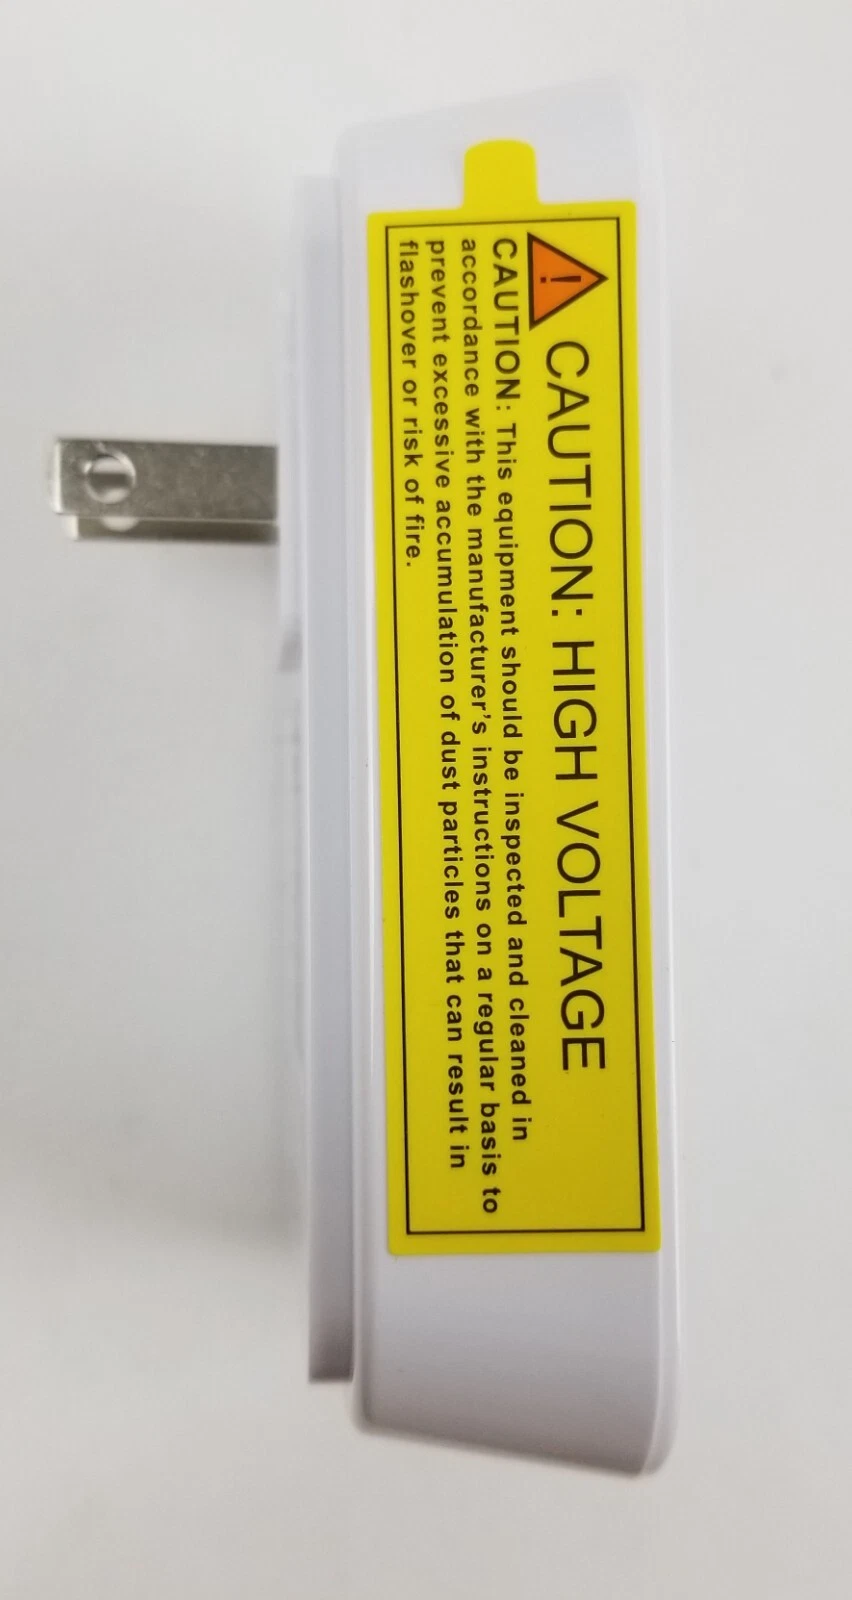 CAUTION: HIGH VOLTAGE
CAUTION: This equipment should be inspected and cleaned in
accordance with the manufacturer's instructions on a regular basis to
prevent excessive accumulation of dust particles that can result in
flashover or risk of fire.